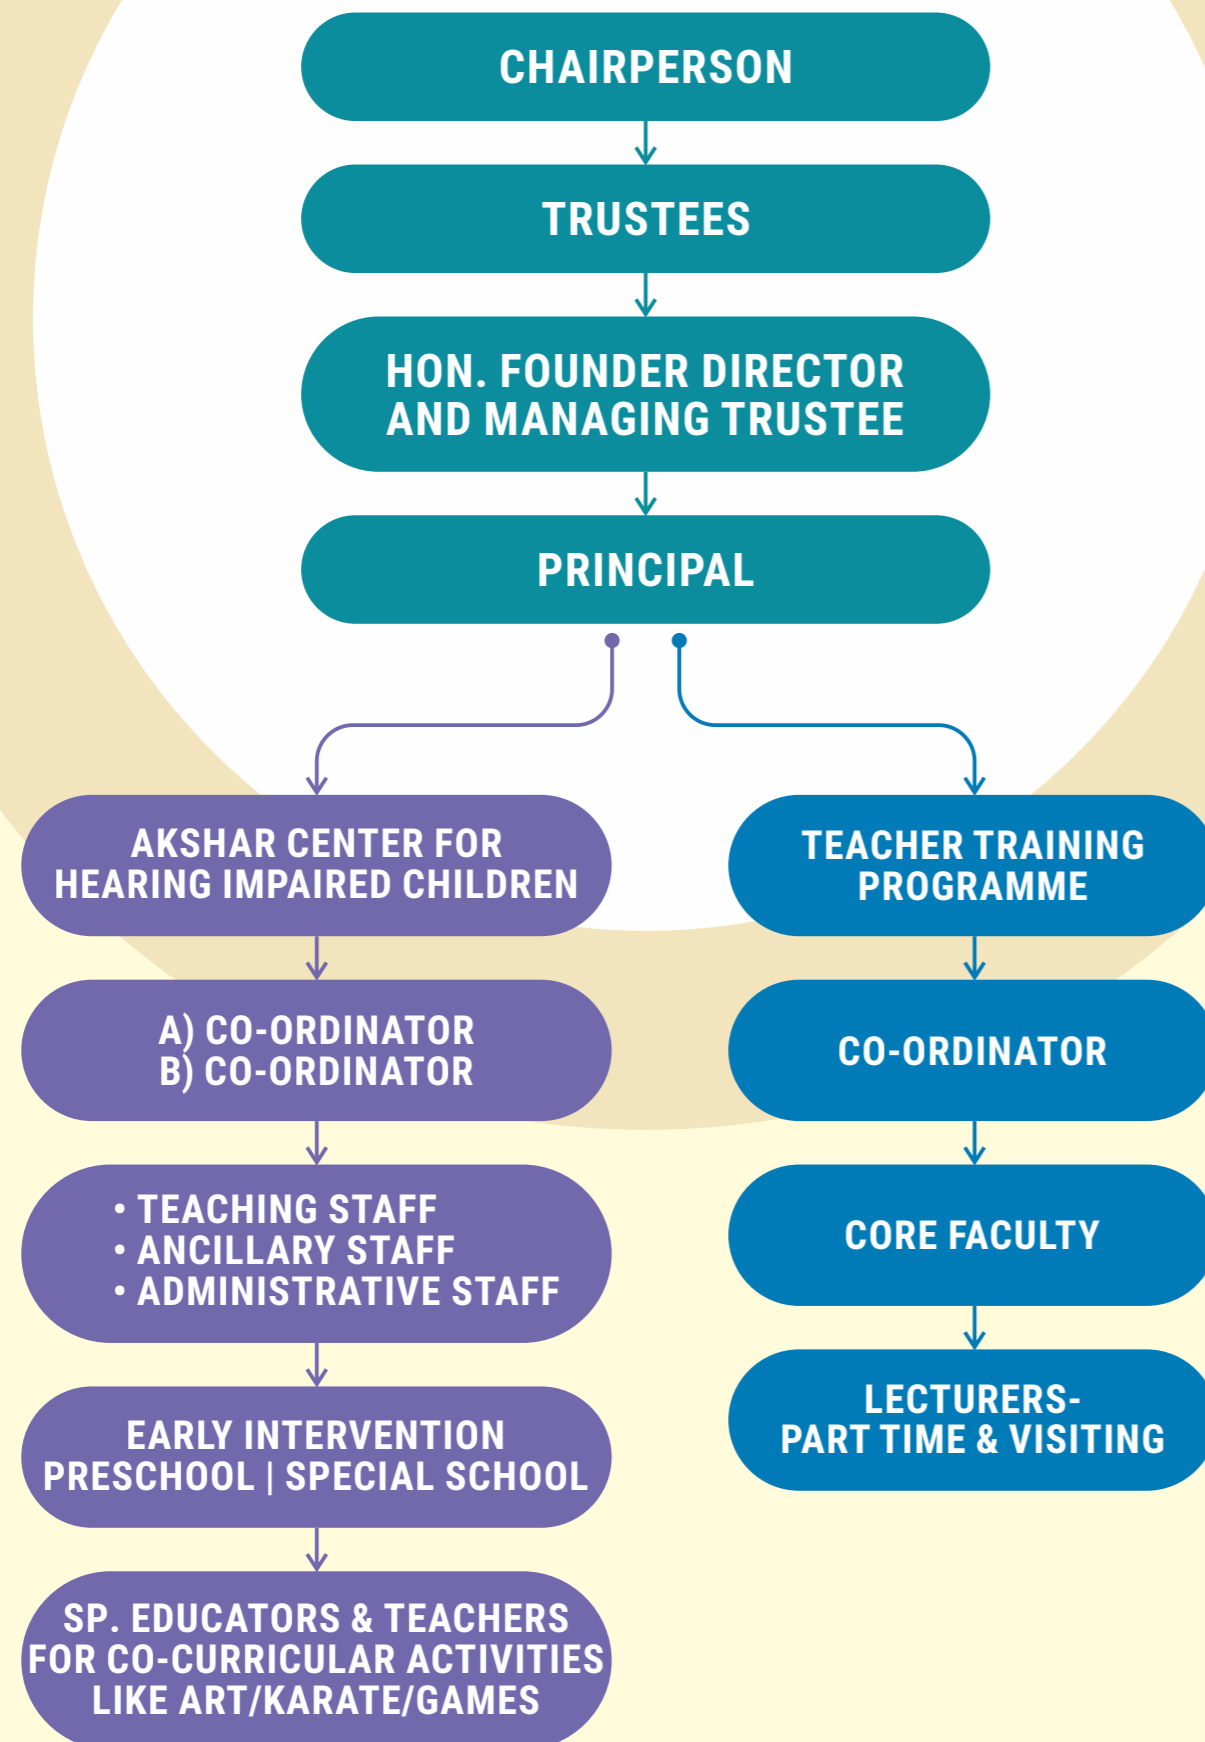 CHAIRPERSON
TRUSTEES
HON. FOUNDER DIRECTOR
AND MANAGING TRUSTEE
PRINCIPAL
AKSHAR CENTER FOR
HEARING IMPAIRED CHILDREN
A) CO-ORDINATOR
B) CO-ORDINATOR
• TEACHING STAFF
• ANCILLARY STAFF
• ADMINISTRATIVE STAFF
EARLY INTERVENTION
PRESCHOOL | SPECIAL SCHOOL
SP. EDUCATORS & TEACHERS
FOR CO-CURRICULAR ACTIVITIES
LIKE ART/KARATE/GAMES
TEACHER TRAINING
PROGRAMME
CO-ORDINATOR
CORE FACULTY
LECTURERS-
PART TIME & VISITING